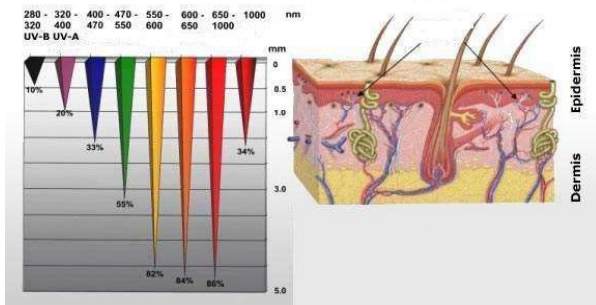 280 - 320 - 400 - 470 - 550 - 600 - 650 - 1000 nm
320 400 470 550 600 650 1000
UV-B UV-A
mm
0
0.5
1.0
3.0
5.0
10%
20%
33%
55%
82%
84%
86%
34%
Epidermis
Dermis